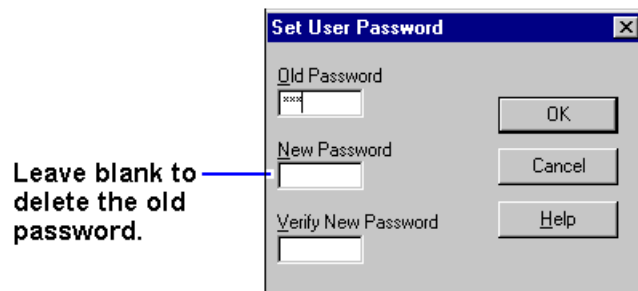 Set User Password
Old Password
***
OK
New Password
Cancel
Leave blank to
delete the old
password.
Verify New Password
Help